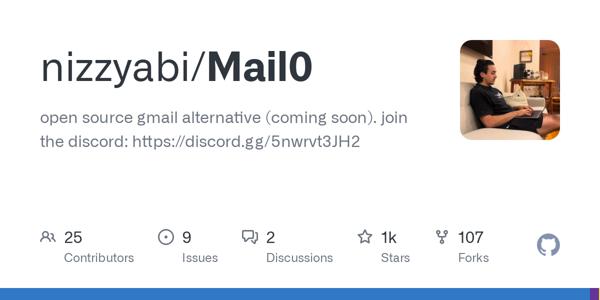 nizzyabi/Mail0
open source gmail alternative (coming soon). join
the discord: https://discord.gg/5nwrvt3JH2
25 9 2 1k 107
Contributors Issues Discussions Stars Forks